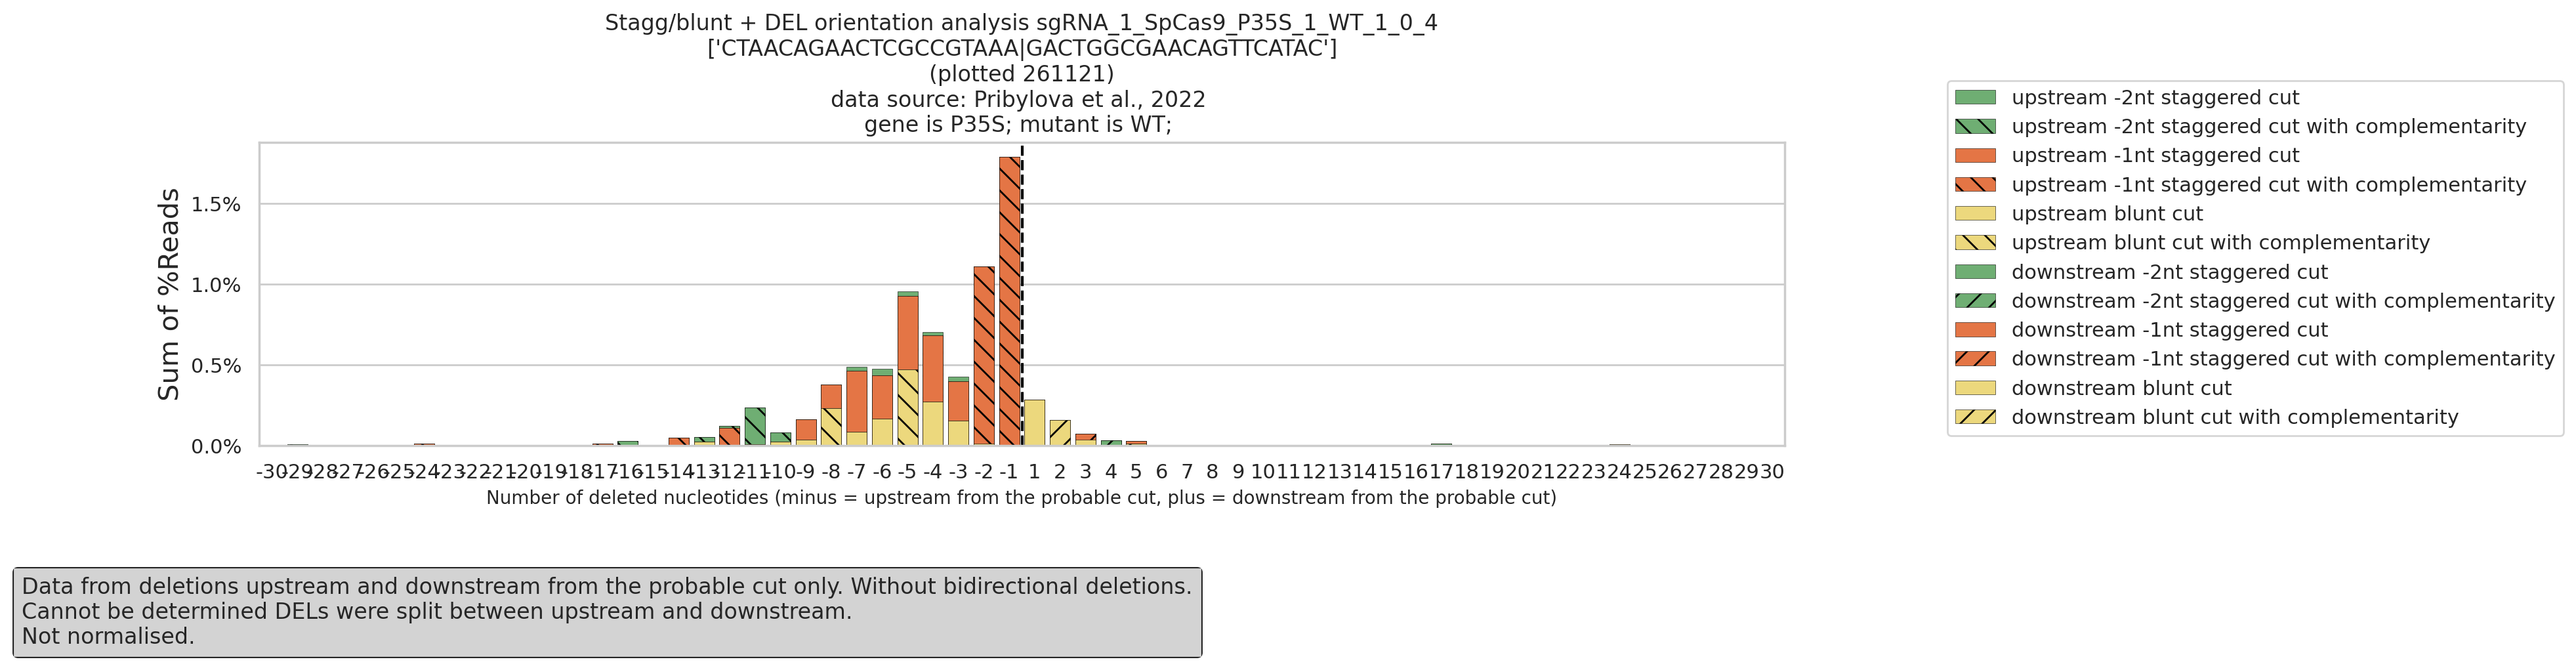 Stagg/blunt + DEL orientation analysis sgRNA_1_SpCas9_P35S_1_WT_1_0_4
['CTAACAGAACTCGCCGTAAA|GACTGGCGAACAGTTCATAC']
(plotted 261121)
data source: Pribylova et al., 2022
gene is P35S; mutant is WT;
Sum of %Reads
1.5%
1.0%
0.5%
0.0%
-30 -29 -28 -27 -26 -25 -24 -23 -22 -21 -20 -19 -18 -17 -16 -15 -14 -13 -12 -11 -10 -9 -8 -7 -6 -5 -4 -3 -2 -1 1 2 3 4 5 6 7 8 9 10 11 12 13 14 15 16 17 18 19 20 21 22 23 24 25 26 27 28 29 30
Number of deleted nucleotides (minus = upstream from the probable cut, plus = downstream from the probable cut)
upstream -2nt staggered cut
upstream -2nt staggered cut with complementarity
upstream -1nt staggered cut
upstream -1nt staggered cut with complementarity
upstream blunt cut
upstream blunt cut with complementarity
downstream -2nt staggered cut
downstream -2nt staggered cut with complementarity
downstream -1nt staggered cut
downstream -1nt staggered cut with complementarity
downstream blunt cut
downstream blunt cut with complementarity
Data from deletions upstream and downstream from the probable cut only. Without bidirectional deletions.
Cannot be determined DELs were split between upstream and downstream.
Not normalised.